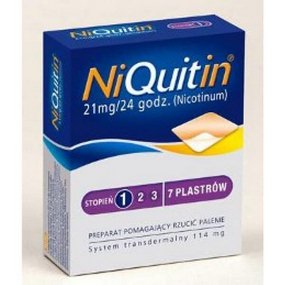 NiQuitin®
21mg/24 godz. (Nicotinum)
STOPIEŃ 1 2 3 7 PLASTRÓW
PREPARAT POMAGAJĄCY RZUCIĆ PALENIE
System transdermalny 114 mg